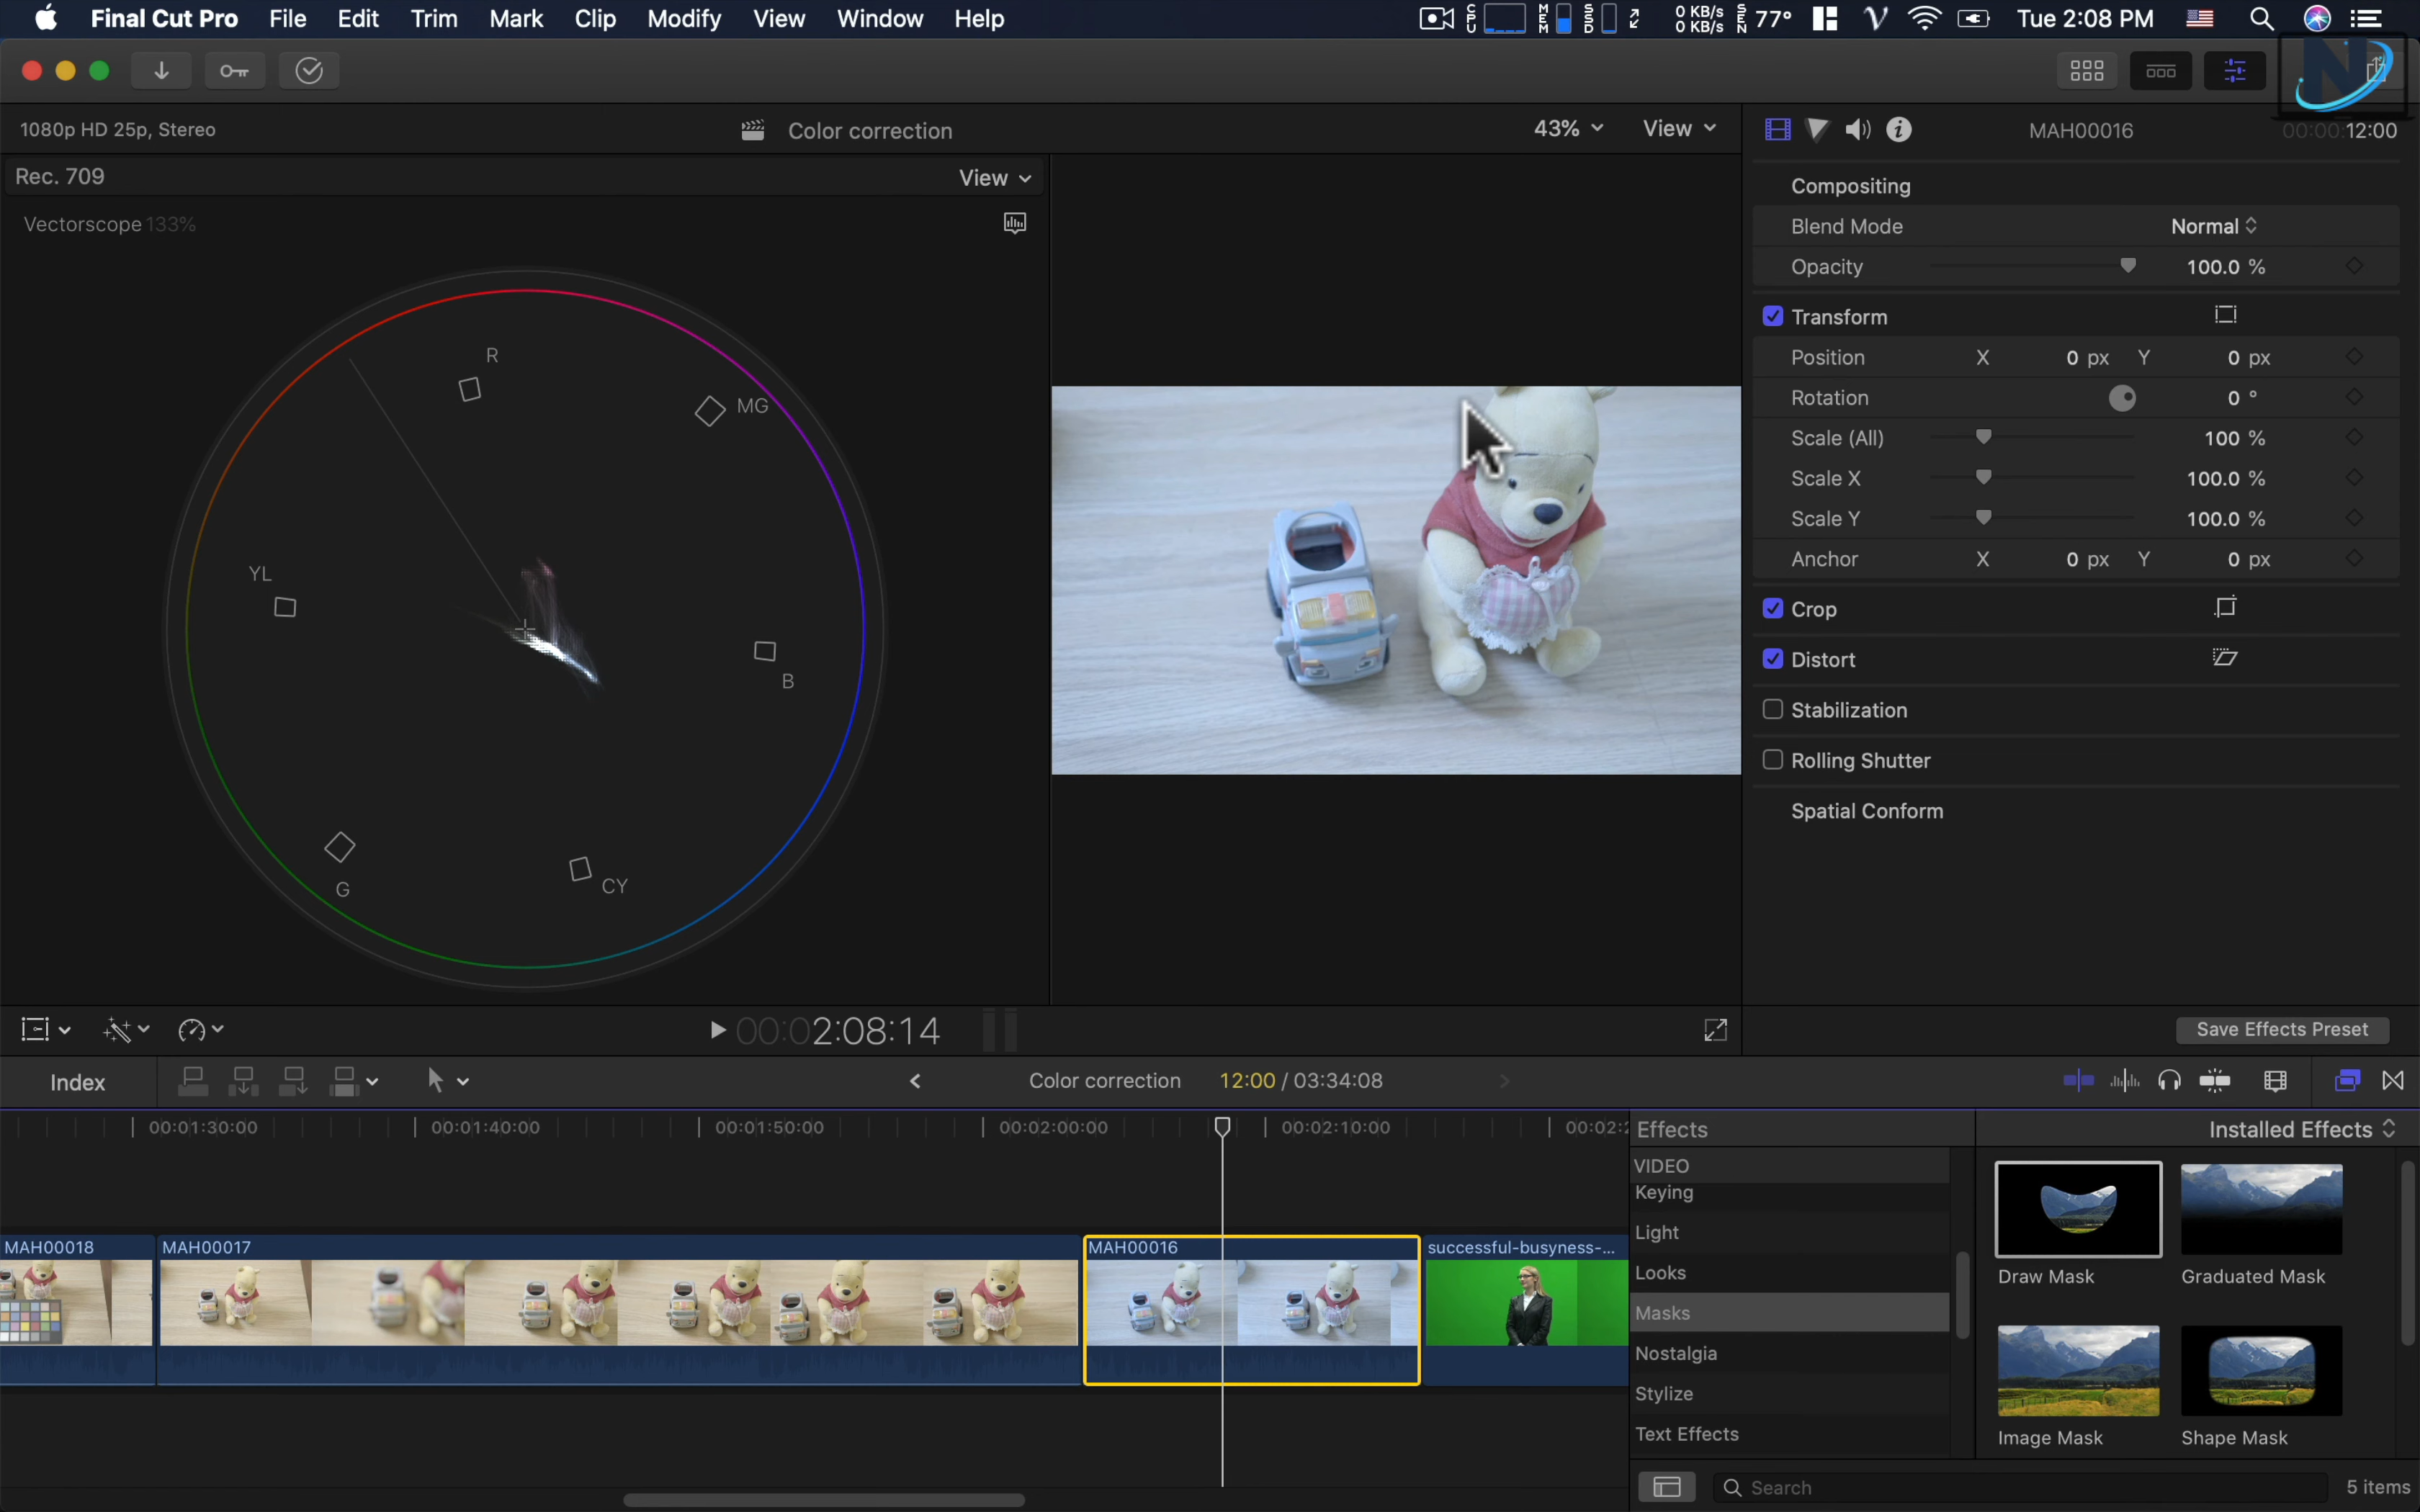 Final Cut Pro File Edit Trim Mark Clip Modify View Window Help CPU MEM SSD 0 KB/s 0 KB/s SEN 77° Tue 2:08 PM
1080p HD 25p, Stereo Color correction 43% View MAH00016 00:00:12:00
Rec. 709 View
Vectorscope 133%
R
MG
YL
B
G
CY
Compositing
Blend Mode Normal
Opacity 100.0 %
Transform
Position X 0 px Y 0 px
Rotation 0 °
Scale (All) 100 %
Scale X 100.0 %
Scale Y 100.0 %
Anchor X 0 px Y 0 px
Crop
Distort
Stabilization
Rolling Shutter
Spatial Conform
00:02:08:14 Save Effects Preset
Index Color correction 12:00 / 03:34:08
00:01:30:00 00:01:40:00 00:01:50:00 00:02:00:00 00:02:10:00 00:02:2
MAH00018 MAH00017 MAH00016 successful-busyness-...
Effects Installed Effects
VIDEO
Keying
Light
Looks
Masks
Nostalgia
Stylize
Text Effects
Draw Mask Graduated Mask
Image Mask Shape Mask
Search 5 items